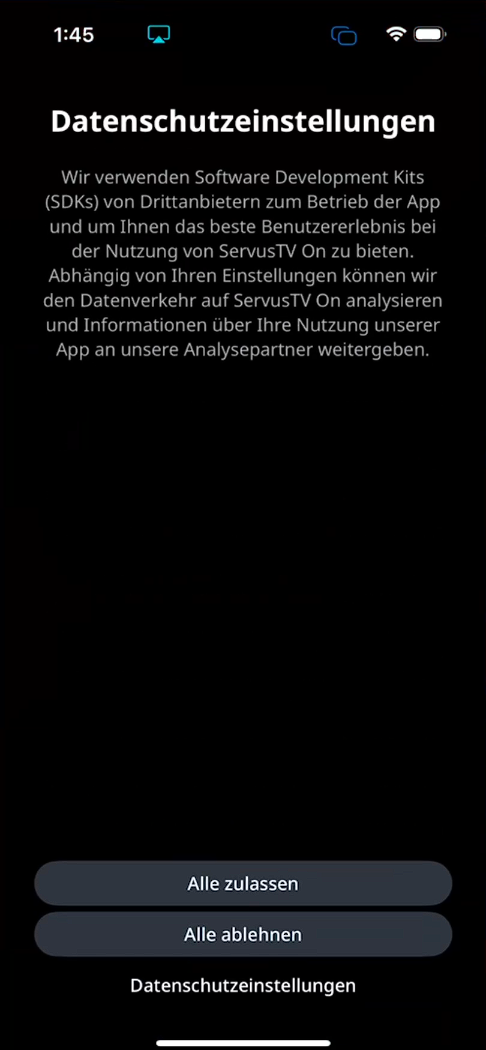 1:45
Datenschutzeinstellungen
Wir verwenden Software Development Kits
(SDKs) von Drittanbietern zum Betrieb der App
und um Ihnen das beste Benutzererlebnis bei
der Nutzung von ServusTV On zu bieten.
Abhängig von Ihren Einstellungen können wir
den Datenverkehr auf ServusTV On analysieren
und Informationen über Ihre Nutzung unserer
App an unsere Analysepartner weitergeben.
Alle zulassen
Alle ablehnen
Datenschutzeinstellungen